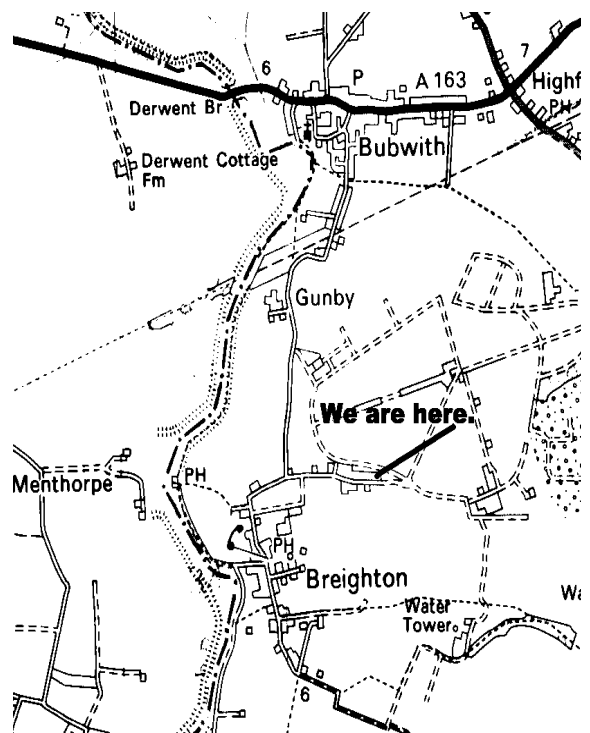 7
6
P
A 163
Highf
Derwent Br
PH
Bubwith
Derwent Cottage
Fm
Gunby
We are here.
PH
Menthorpe
PH
Breighton
Wa
Water
Tower
6